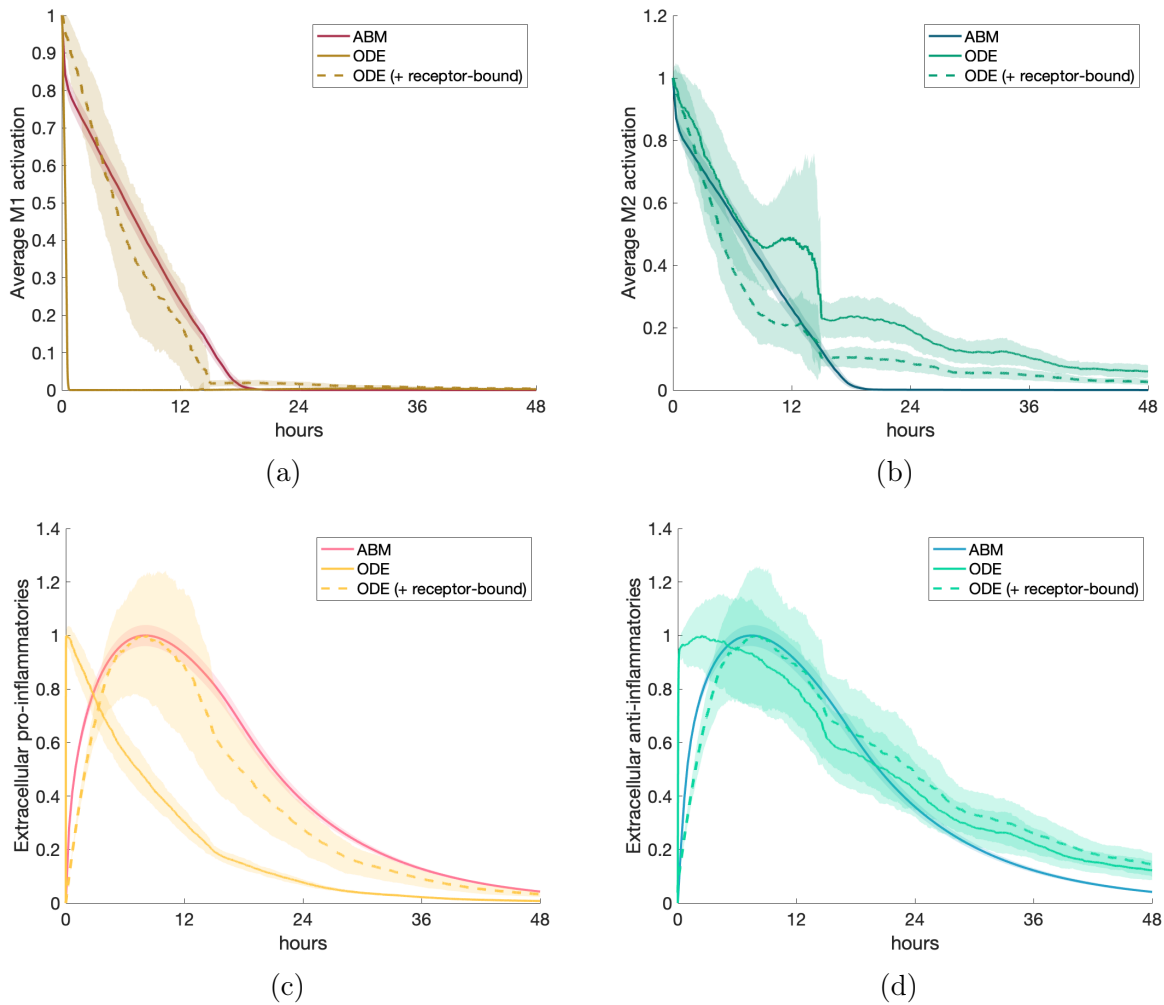 Average M1 activation
1
0.9
0.8
0.7
0.6
0.5
0.4
0.3
0.2
0.1
0
0 12 24 36 48
hours
ABM
ODE
ODE (+ receptor-bound)
(a)
Average M2 activation
1.2
1
0.8
0.6
0.4
0.2
0
0 12 24 36 48
hours
ABM
ODE
ODE (+ receptor-bound)
(b)
Extracellular pro-inflammatories
1.4
1.2
1
0.8
0.6
0.4
0.2
0
0 12 24 36 48
hours
ABM
ODE
ODE (+ receptor-bound)
(c)
Extracellular anti-inflammatories
1.4
1.2
1
0.8
0.6
0.4
0.2
0
0 12 24 36 48
hours
ABM
ODE
ODE (+ receptor-bound)
(d)